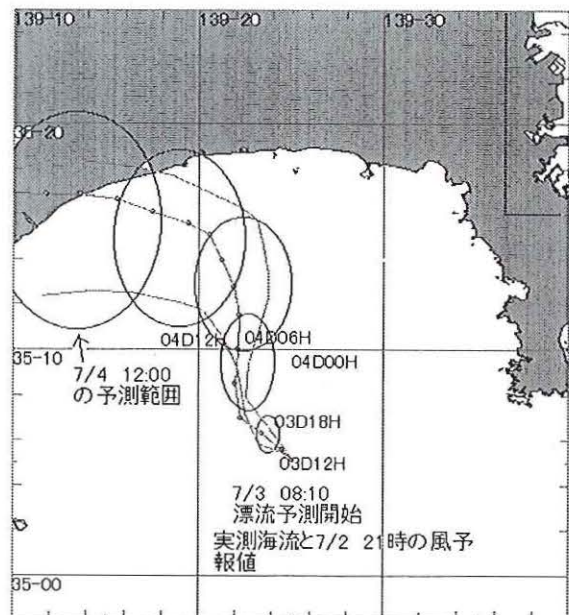 139-10
139-20
139-30
35-20
04D12H
04D06H
35-10
04D00H
7/4 12:00
の予測範囲
03D18H
03D12H
7/3 08:10
漂流予測開始
実測海流と7/2 21時の風予
報値
35-00